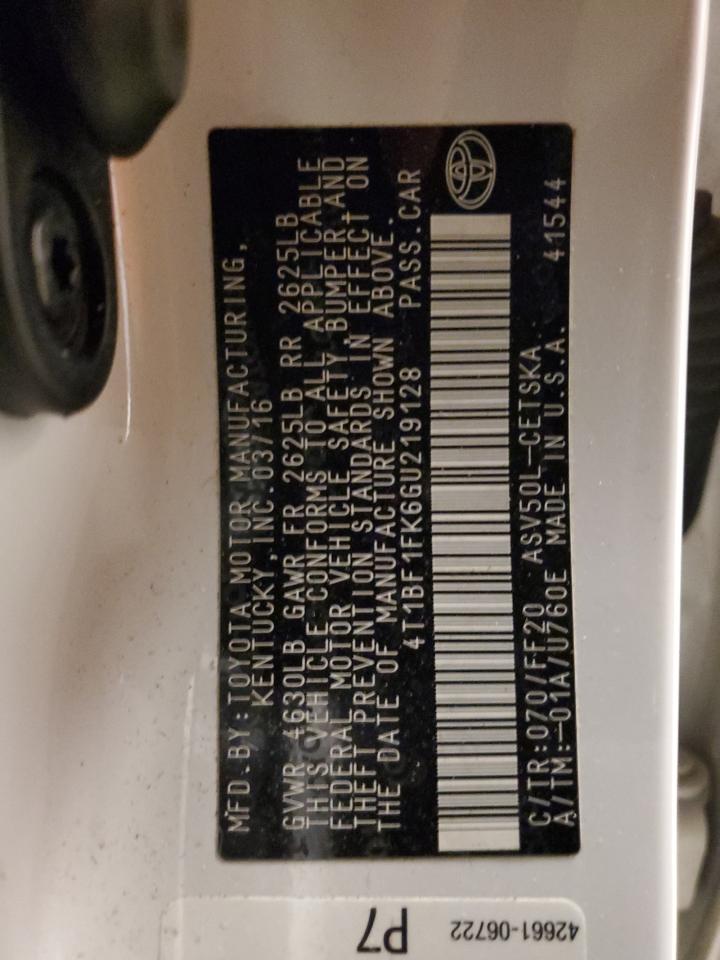 MFD.BY:TOYOTA MOTOR MANUFACTURING,
KENTUCKY,INC.03/16
GVWR 4630LB GAWR FR 2625LB RR 2625LB
THIS VEHICLE CONFORMS TO ALL APPLICABLE
FEDERAL MOTOR VEHICLE SAFETY,BUMPER,AND
THEFT PREVENTION STANDARDS IN EFFECT ON
THE DATE OF MANUFACTURE SHOWN ABOVE.
4T1BF1FK6GU219128 PASS.CAR
C/TR:070/FF20 ASV50L-CETSKA
A/TM:-01A/U760E MADE IN U.S.A. 41544
P7
42661-06722